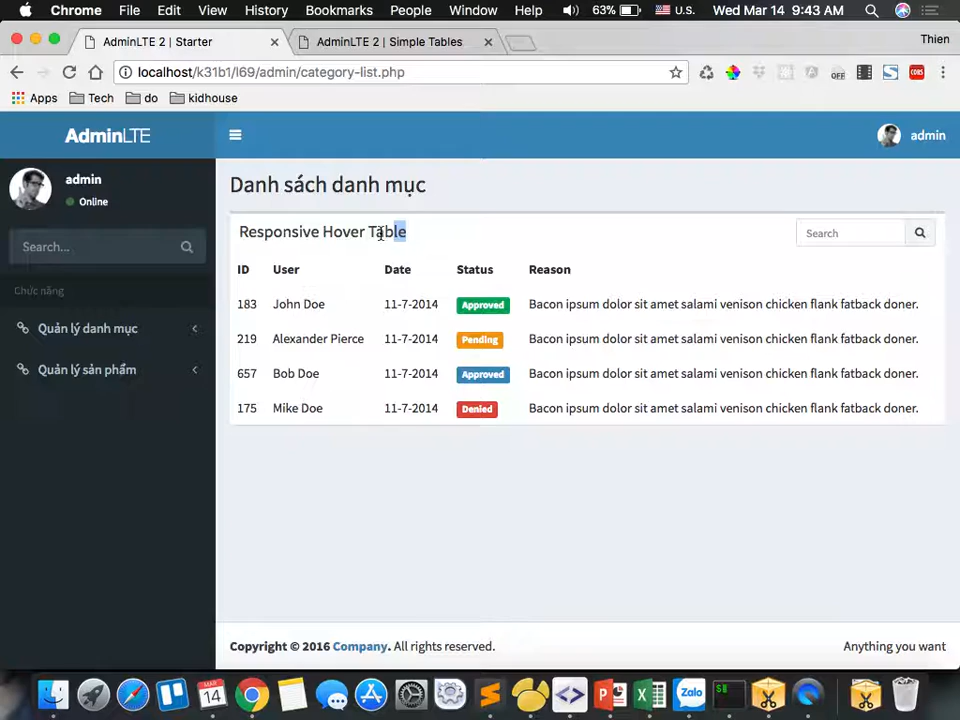 Chrome File Edit View History Bookmarks People Window Help 63% U.S. Wed Mar 14 9:43 AM
AdminLTE 2 | Starter AdminLTE 2 | Simple Tables Thien
localhost/k31b1/l69/admin/category-list.php OFF CORS
Apps Tech do kidhouse
AdminLTE admin
admin
Online
Danh sách danh mục
Search...
Responsive Hover Table Search
ID User Date Status Reason
Chức năng
183 John Doe 11-7-2014 Approved Bacon ipsum dolor sit amet salami venison chicken flank fatback doner.
Quản lý danh mục
219 Alexander Pierce 11-7-2014 Pending Bacon ipsum dolor sit amet salami venison chicken flank fatback doner.
Quản lý sản phẩm
657 Bob Doe 11-7-2014 Approved Bacon ipsum dolor sit amet salami venison chicken flank fatback doner.
175 Mike Doe 11-7-2014 Denied Bacon ipsum dolor sit amet salami venison chicken flank fatback doner.
Copyright © 2016 Company. All rights reserved. Anything you want
MAR 14 Zalo